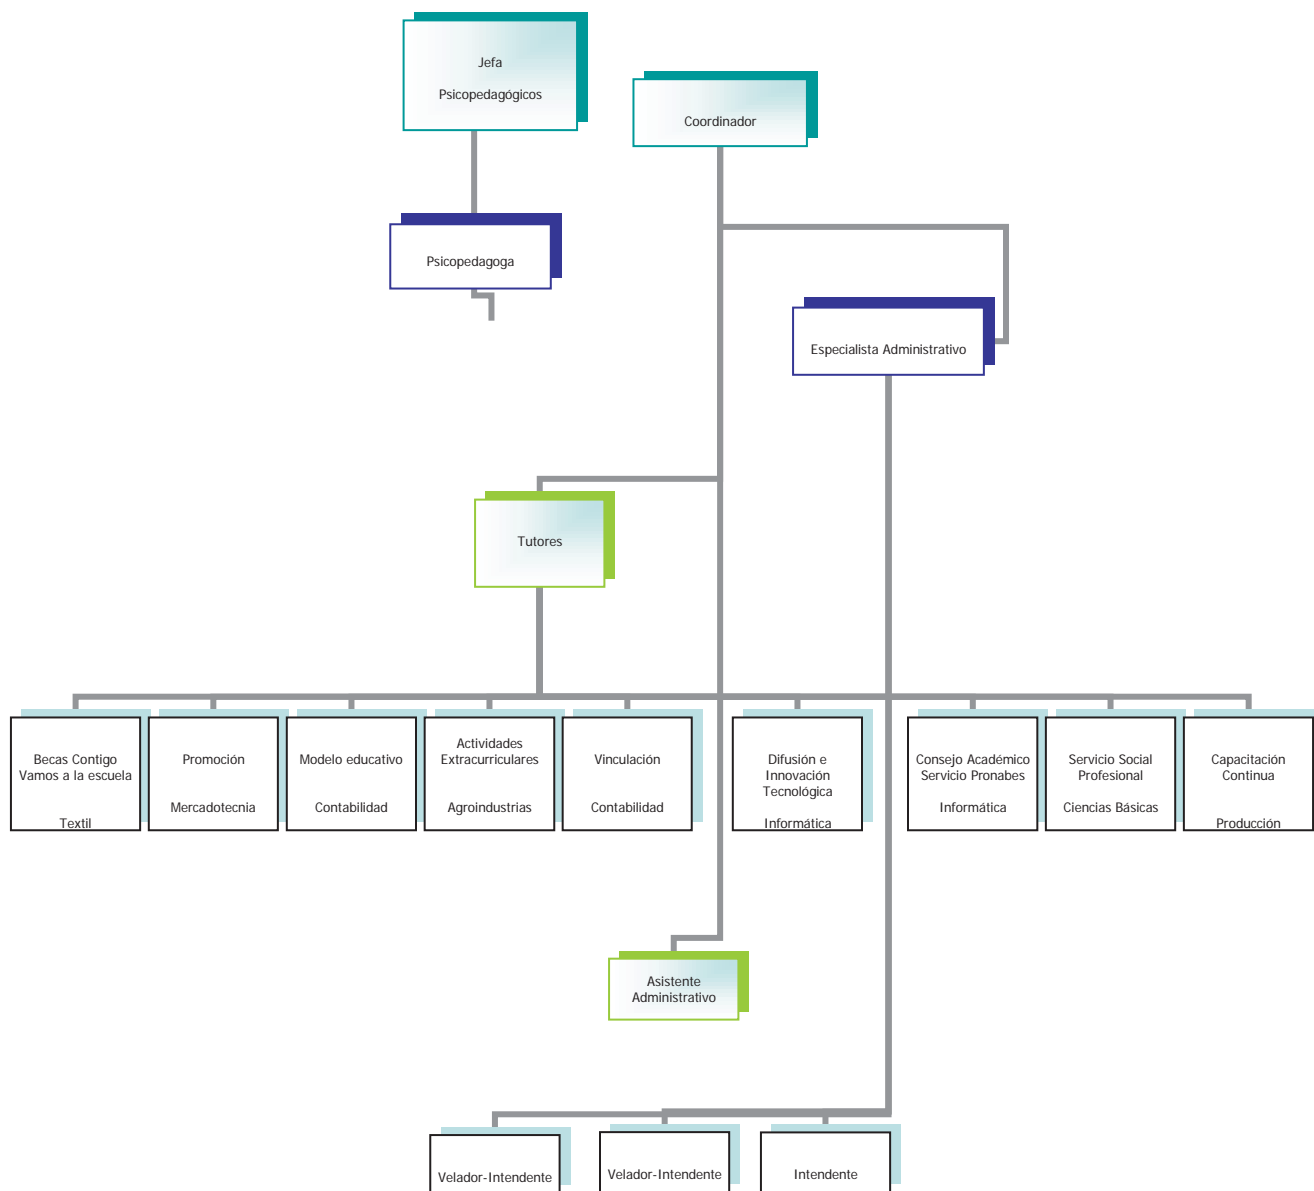 Jefa
Psicopedagógicos
Coordinador
Psicopedagoga
Especialista Administrativo
Tutores
Becas Contigo
Vamos a la escuela
Textil
Promoción
Mercadotecnia
Modelo educativo
Contabilidad
Actividades
Extracurriculares
Agroindustrias
Vinculación
Contabilidad
Difusión e
Innovación
Tecnológica
Informática
Consejo Académico
Servicio Pronabes
Informática
Servicio Social
Profesional
Ciencias Básicas
Capacitación
Continua
Producción
Asistente
Administrativo
Velador-Intendente
Velador-Intendente
Intendente